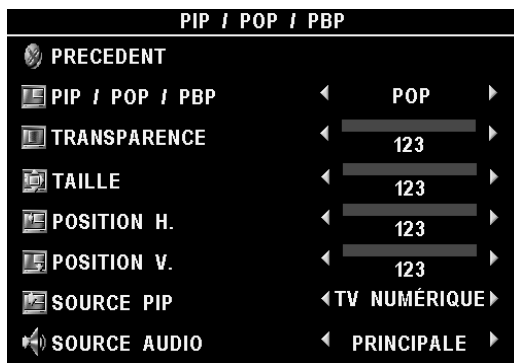 PIP / POP / PBP
PRECEDENT
PIP / POP / PBP POP
TRANSPARENCE 123
TAILLE 123
POSITION H. 123
POSITION V. 123
SOURCE PIP TV NUMÉRIQUE
SOURCE AUDIO PRINCIPALE